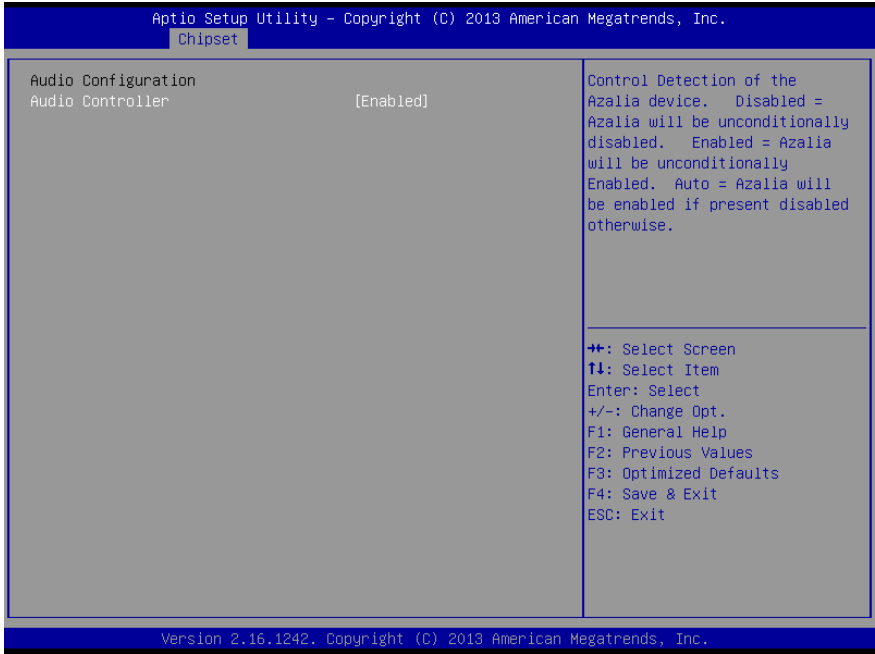 Aptio Setup Utility – Copyright (C) 2013 American Megatrends, Inc.
Chipset
Audio Configuration
Audio Controller [Enabled]
Control Detection of the
Azalia device. Disabled =
Azalia will be unconditionally
disabled. Enabled = Azalia
will be unconditionally
Enabled. Auto = Azalia will
be enabled if present disabled
otherwise.
→←: Select Screen
↑↓: Select Item
Enter: Select
+/-: Change Opt.
F1: General Help
F2: Previous Values
F3: Optimized Defaults
F4: Save & Exit
ESC: Exit
Version 2.16.1242. Copyright (C) 2013 American Megatrends, Inc.